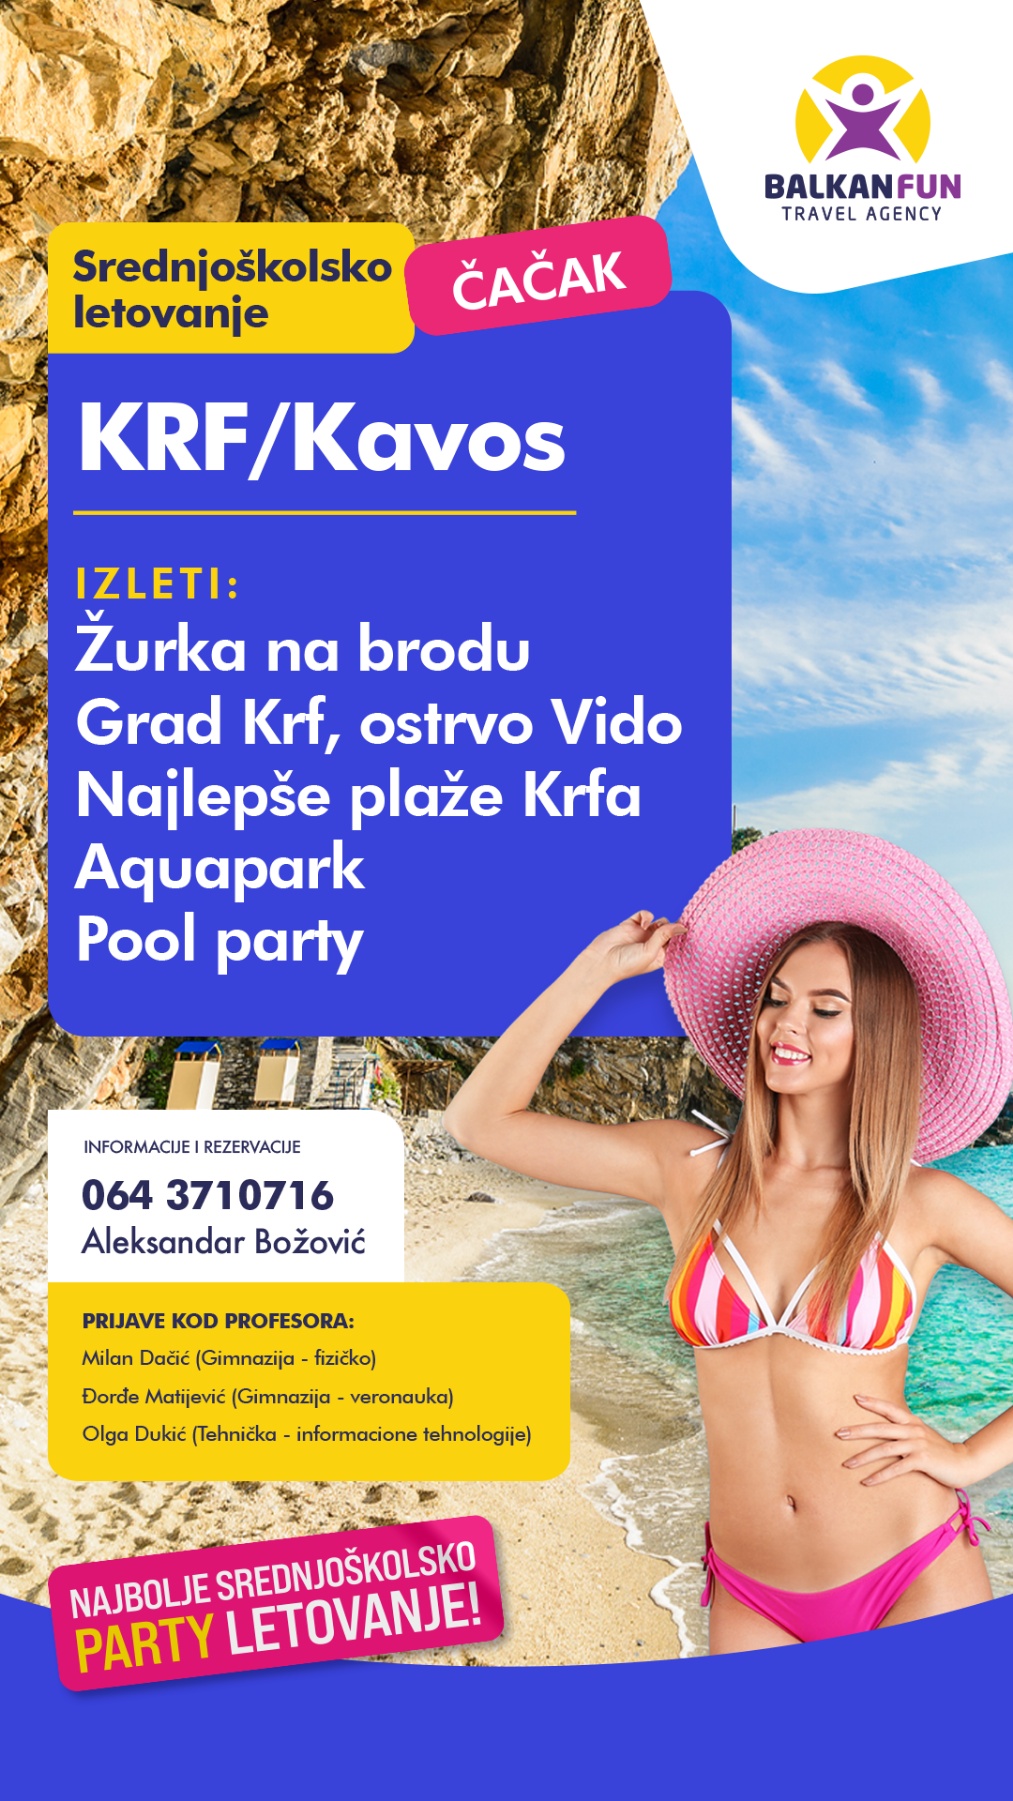 BALKANFUN
TRAVEL AGENCY
Srednjoškolsko
letovanje
ČAČAK
KRF/Kavos
IZLETI:
Žurka na brodu
Grad Krf, ostrvo Vido
Najlepše plaže Krfa
Aquapark
Pool party
INFORMACIJE I REZERVACIJE
064 3710716
Aleksandar Božović
PRIJAVE KOD PROFESORA:
Milan Dačić (Gimnazija - fizičko)
Đorđe Matijević (Gimnazija - veronauka)
Olga Dukić (Tehnička - informacione tehnologije)
NAJBOLJE SREDNJOŠKOLSKO
PARTY LETOVANJE!